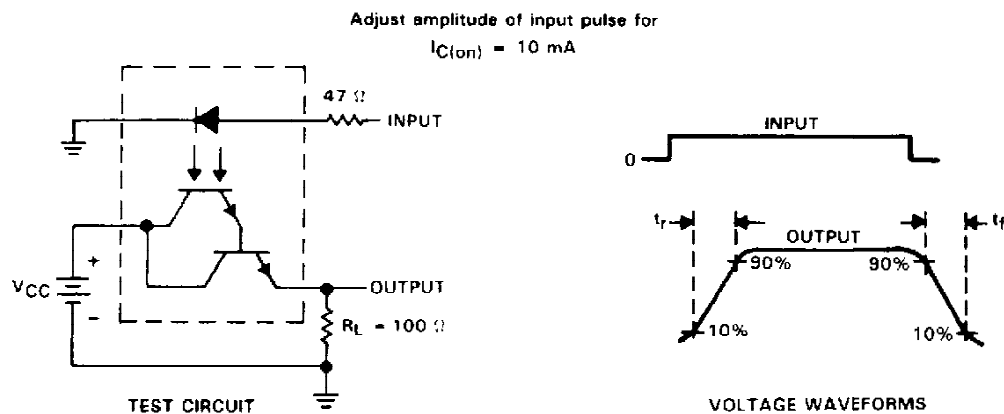 Adjust amplitude of input pulse for
IC(on) = 10 mA
47 Ω
INPUT
INPUT
0
tr
tf
OUTPUT
90%
90%
+
VCC
OUTPUT
−
RL = 100 Ω
10%
10%
TEST CIRCUIT
VOLTAGE WAVEFORMS